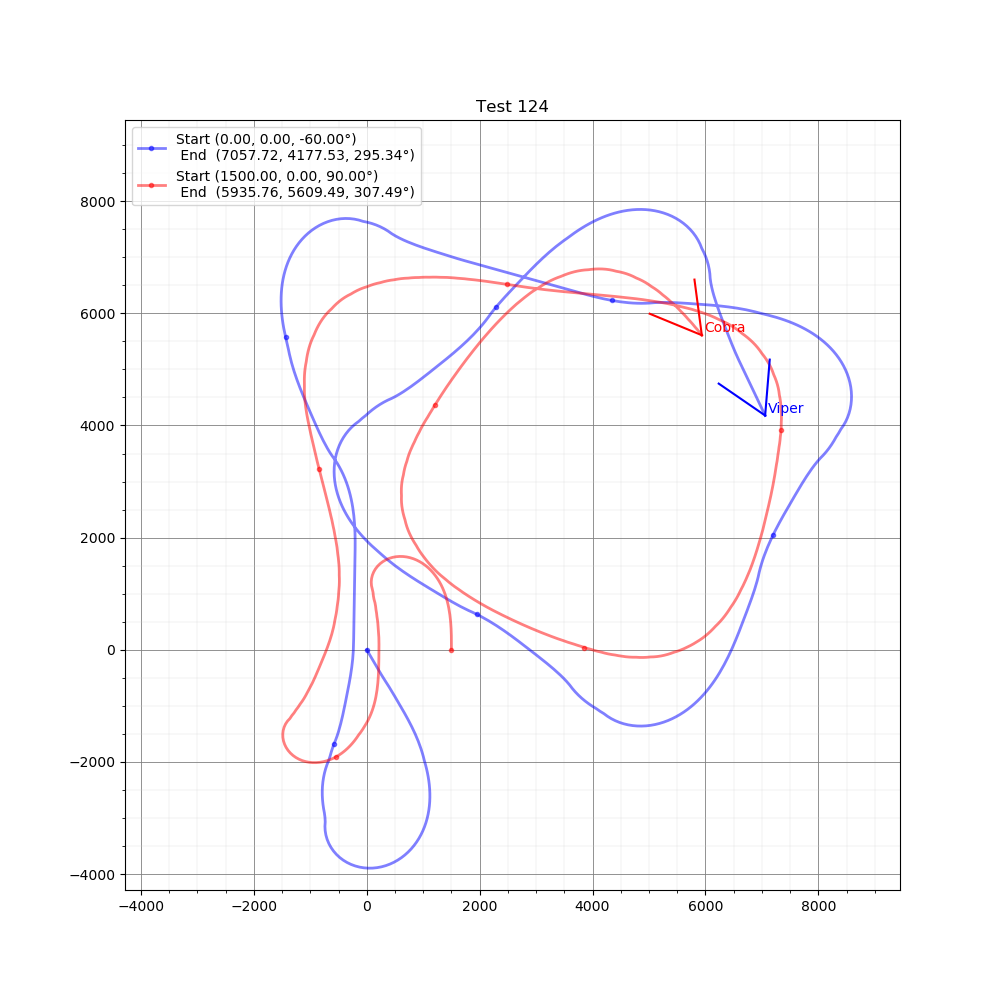 Test 124
Start (0.00, 0.00, -60.00°)
End (7057.72, 4177.53, 295.34°)
Start (1500.00, 0.00, 90.00°)
End (5935.76, 5609.49, 307.49°)
8000
6000
4000
2000
0
−2000
−4000
Cobra
Viper
−4000 −2000 0 2000 4000 6000 8000